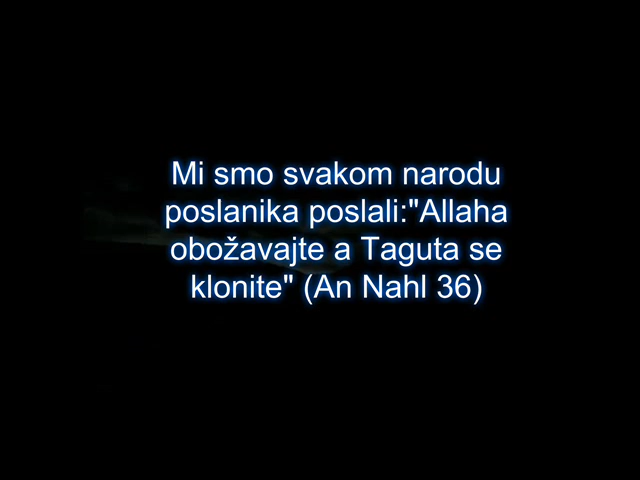 Mi smo svakom narodu
poslanika poslali:"Allaha
obožavajte a Taguta se
klonite" (An Nahl 36)